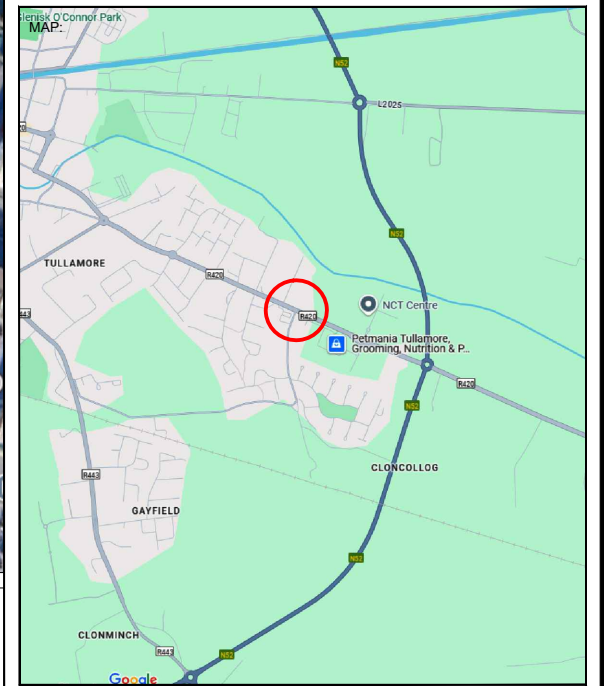 Glenisk O'Connor Park
MAP:
N52
L2025
N52
TULLAMORE
R420
R420
NCT Centre
Petmania Tullamore,
Grooming, Nutrition & P...
R420
N52
CLONCOLLOG
R443
GAYFIELD
N52
CLONMINCH
R443
N52
Google